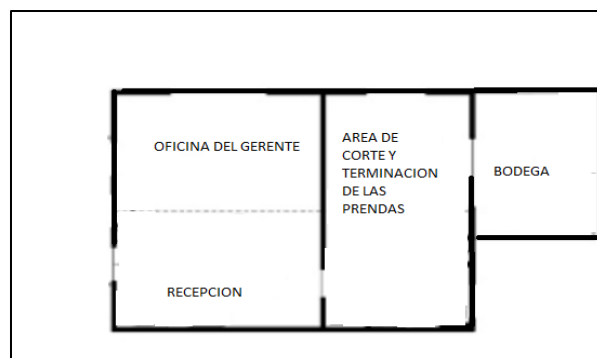 OFICINA DEL GERENTE
AREA DE
CORTE Y
TERMINACION
DE LAS
PRENDAS
BODEGA
RECEPCION